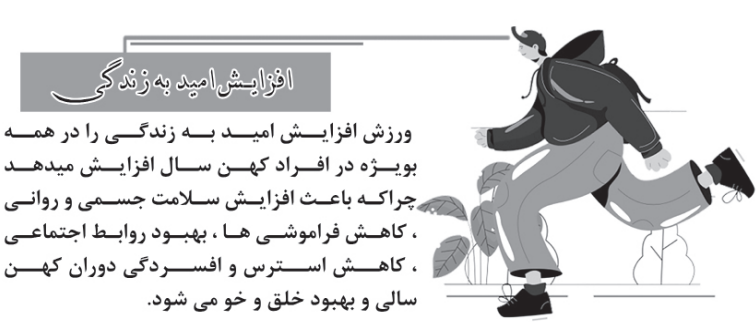 افزایش امید به زندگی
ورزش افزایش امید به زندگی را در همه
بویژه در افراد کهن سال افزایش میدهد
چراکه باعث افزایش سلامت جسمی و روانی
، کاهش فراموشی ها ، بهبود روابط اجتماعی
، کاهش استرس و افسردگی دوران کهن
سالی و بهبود خلق و خو می شود.